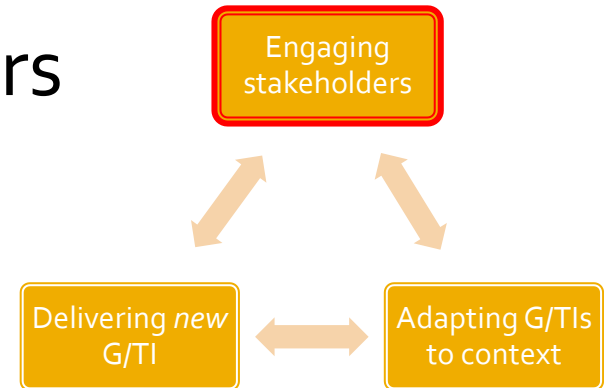 rs
Engaging
stakeholders
Delivering new
G/TI
Adapting G/TIs
to context